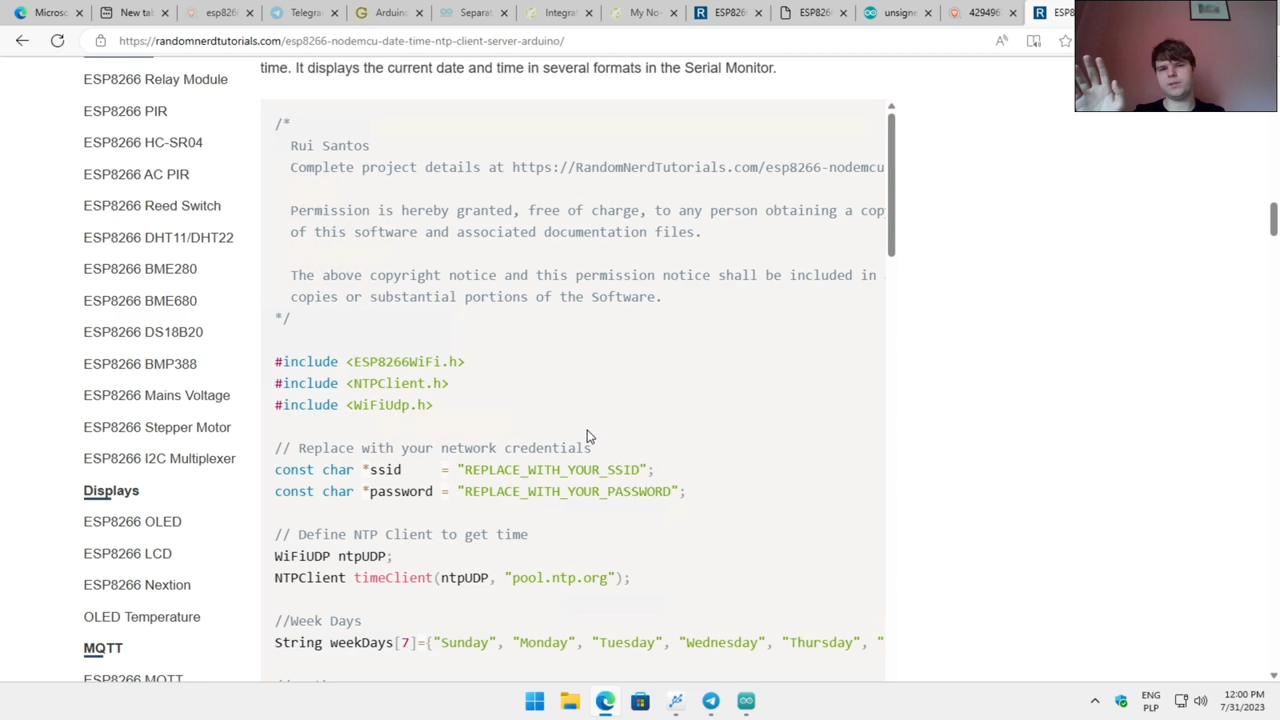 Microsc
New tab
esp826
Telegra
Arduino
Separat
Integra
My No
ESP826
ESP826
unsigne
429496
ESP82
https://randomnerdtutorials.com/esp8266-nodemcu-date-time-ntp-client-server-arduino/
ESP8266 Relay Module
ESP8266 PIR
ESP8266 HC-SR04
ESP8266 AC PIR
ESP8266 Reed Switch
ESP8266 DHT11/DHT22
ESP8266 BME280
ESP8266 BME680
ESP8266 DS18B20
ESP8266 BMP388
ESP8266 Mains Voltage
ESP8266 Stepper Motor
ESP8266 I2C Multiplexer
Displays
ESP8266 OLED
ESP8266 LCD
ESP8266 Nextion
OLED Temperature
MQTT
ESP8266 MQTT
time. It displays the current date and time in several formats in the Serial Monitor.
/*
Rui Santos
Complete project details at https://RandomNerdTutorials.com/esp8266-nodemcu
Permission is hereby granted, free of charge, to any person obtaining a cop
of this software and associated documentation files.
The above copyright notice and this permission notice shall be included in
copies or substantial portions of the Software.
*/
#include <ESP8266WiFi.h>
#include <NTPClient.h>
#include <WiFiUdp.h>
// Replace with your network credentials
const char *ssid     = "REPLACE_WITH_YOUR_SSID";
const char *password = "REPLACE_WITH_YOUR_PASSWORD";
// Define NTP Client to get time
WiFiUDP ntpUDP;
NTPClient timeClient(ntpUDP, "pool.ntp.org");
//Week Days
String weekDays[7]={"Sunday", "Monday", "Tuesday", "Wednesday", "Thursday", "
ENG
PLP
12:00 PM
7/31/2023